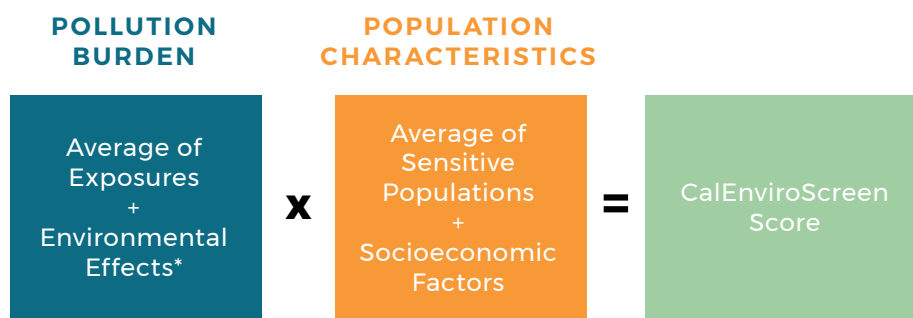 POLLUTION
BURDEN
POPULATION
CHARACTERISTICS
Average of
Exposures
+
Environmental
Effects*
x
Average of
Sensitive
Populations
+
Socioeconomic
Factors
=
CalEnviroScreen
Score